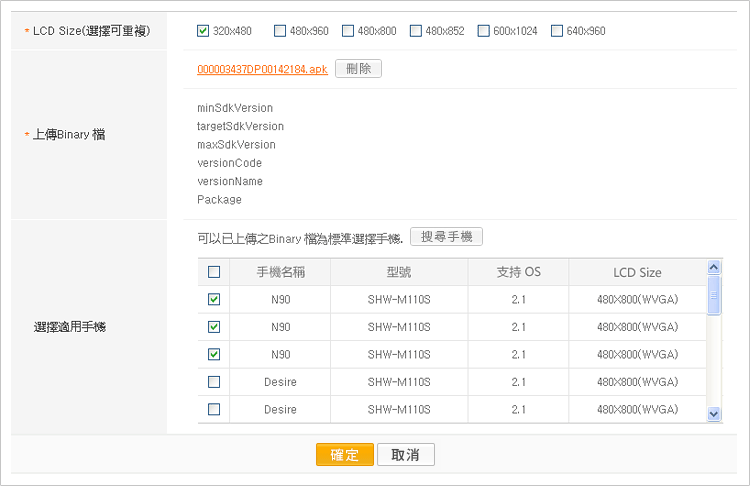 * LCD Size(選擇可重複) 320x480 480x960 480x800 480x852 600x1024 640x960
000003437DP00142184.apk 刪除
* 上傳Binary 檔
minSdkVersion
targetSdkVersion
maxSdkVersion
versionCode
versionName
Package
可以已上傳之Binary 檔為標準選擇手機. 搜尋手機
選擇適用手機
手機名稱 型號 支持 OS LCD Size
N90 SHW-M110S 2.1 480X800(WVGA)
N90 SHW-M110S 2.1 480X800(WVGA)
N90 SHW-M110S 2.1 480X800(WVGA)
Desire SHW-M110S 2.1 480X800(WVGA)
Desire SHW-M110S 2.1 480X800(WVGA)
確定 取消